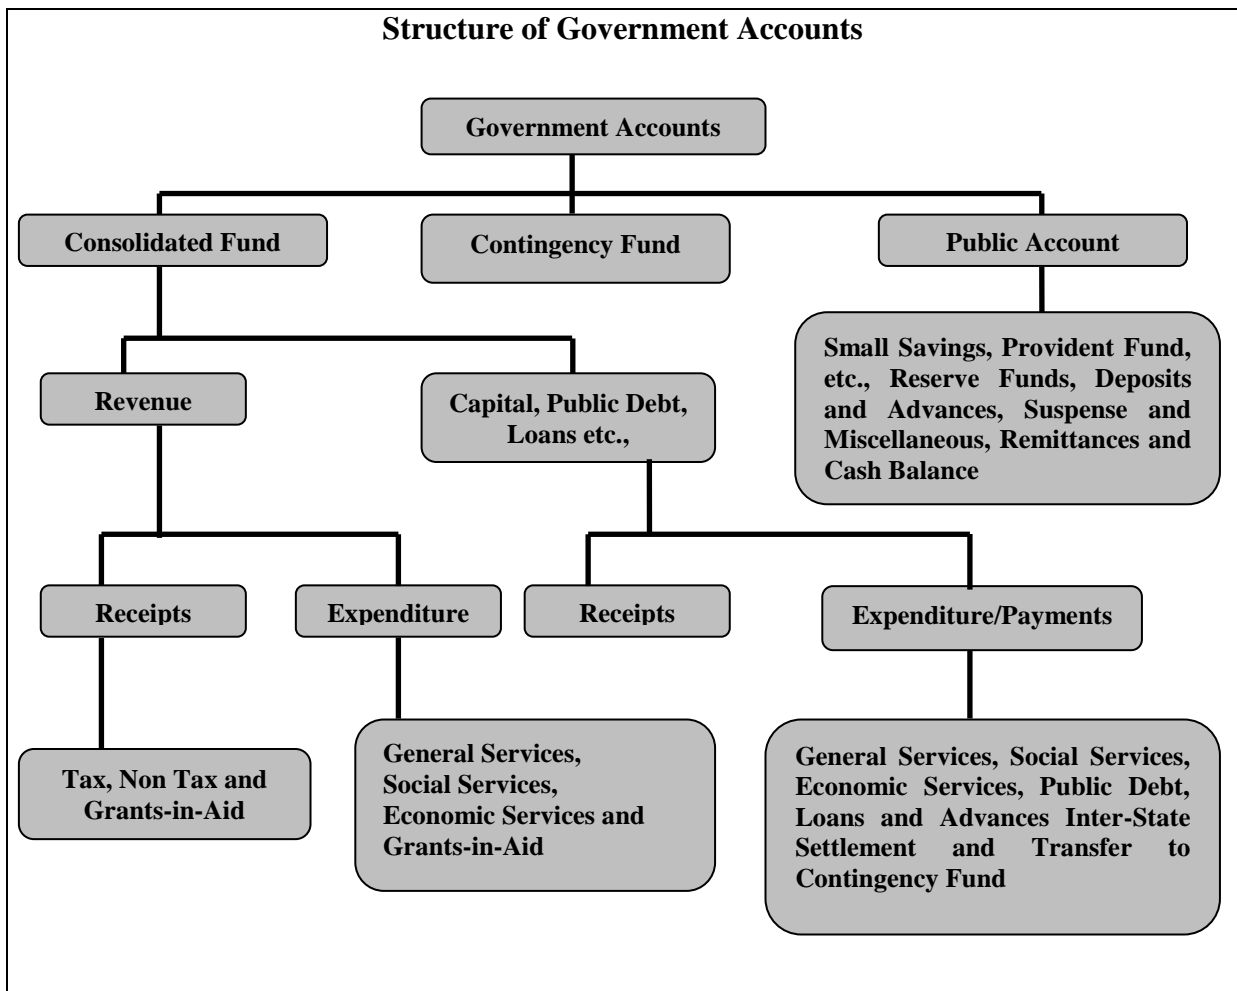 Structure of Government Accounts
Government Accounts
Consolidated Fund
Contingency Fund
Public Account
Small Savings, Provident Fund,
etc., Reserve Funds, Deposits
and Advances, Suspense and
Miscellaneous, Remittances and
Cash Balance
Revenue
Capital, Public Debt,
Loans etc.,
Receipts
Expenditure
Receipts
Expenditure/Payments
Tax, Non Tax and
Grants-in-Aid
General Services,
Social Services,
Economic Services and
Grants-in-Aid
General Services, Social Services,
Economic Services, Public Debt,
Loans and Advances Inter-State
Settlement and Transfer to
Contingency Fund